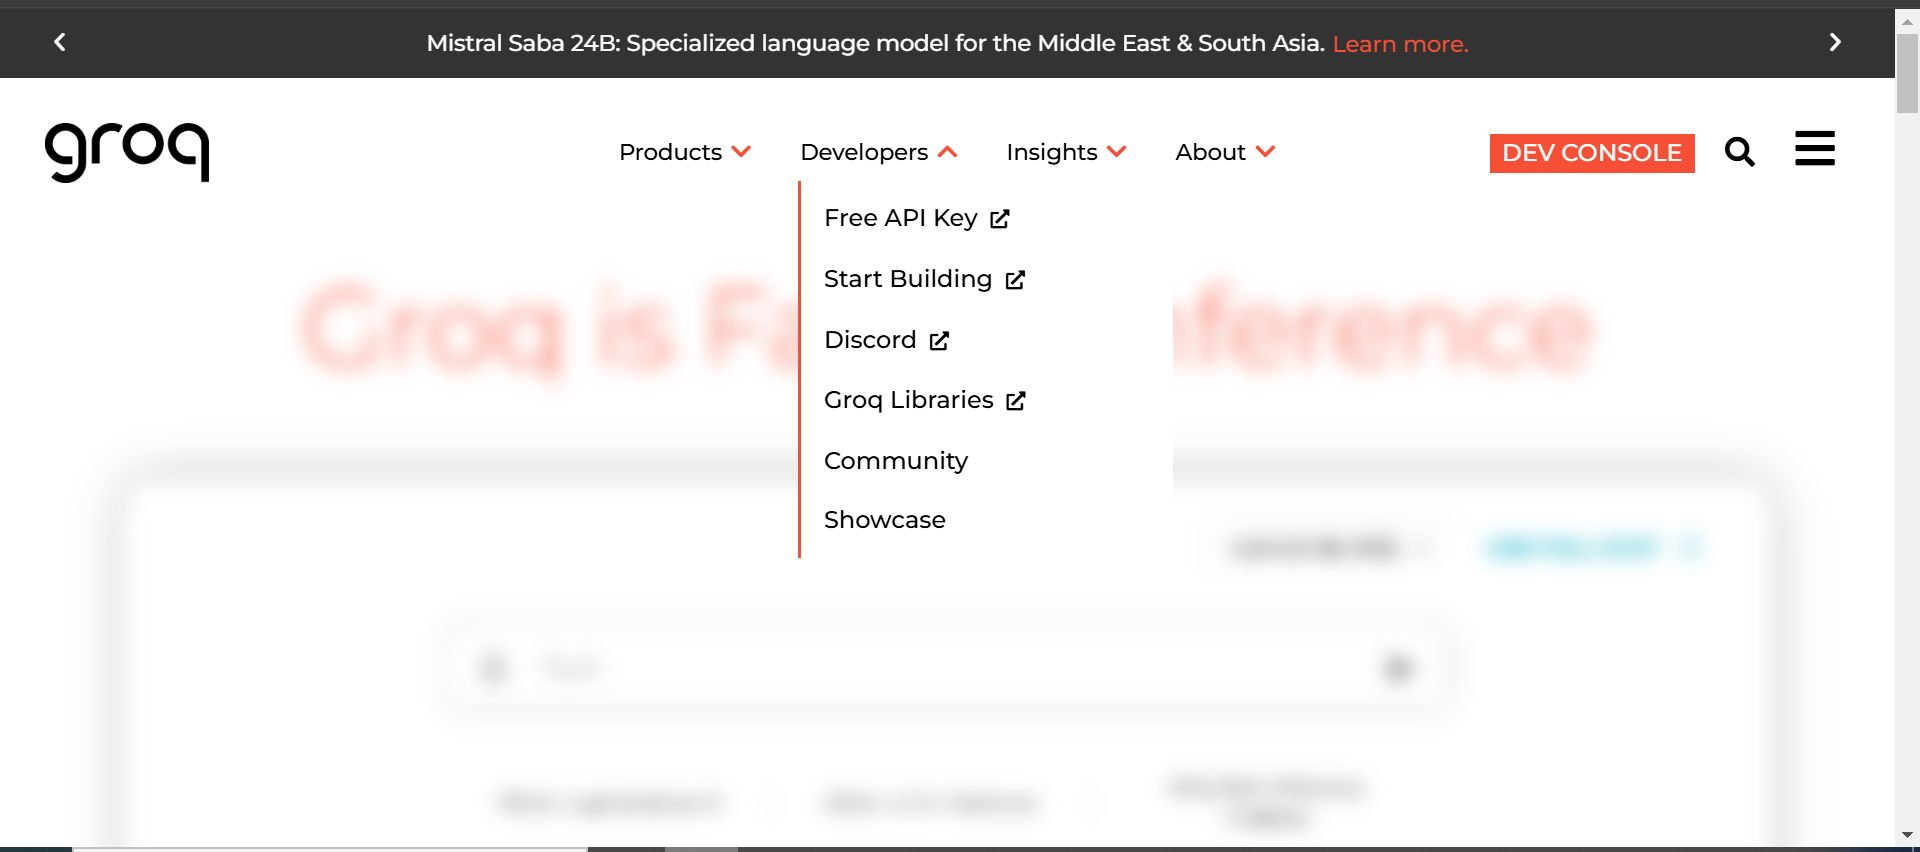 Mistral Saba 24B: Specialized language model for the Middle East & South Asia. Learn more.
groq
Products Developers Insights About DEV CONSOLE
Free API Key
Start Building
Discord
Groq Libraries
Community
Showcase
Groq is Fa ference